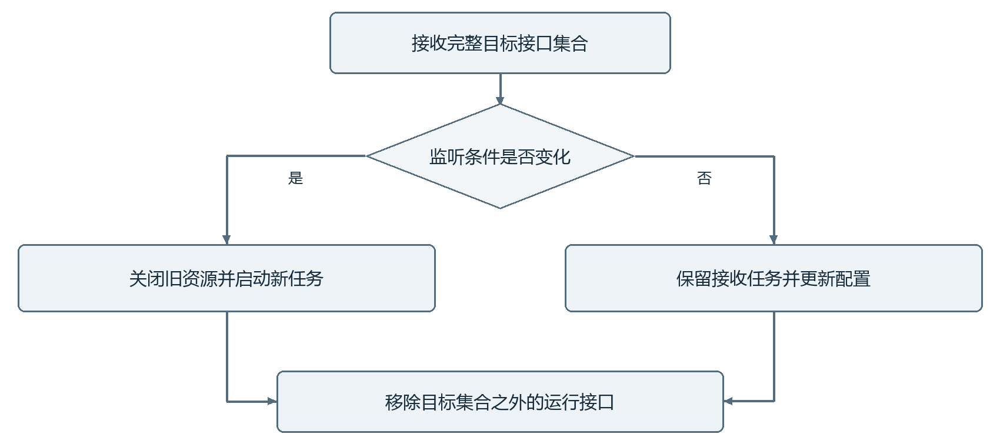 接收完整目标接口集合
监听条件是否变化
是
否
关闭旧资源并启动新任务
保留接收任务并更新配置
移除目标集合之外的运行接口